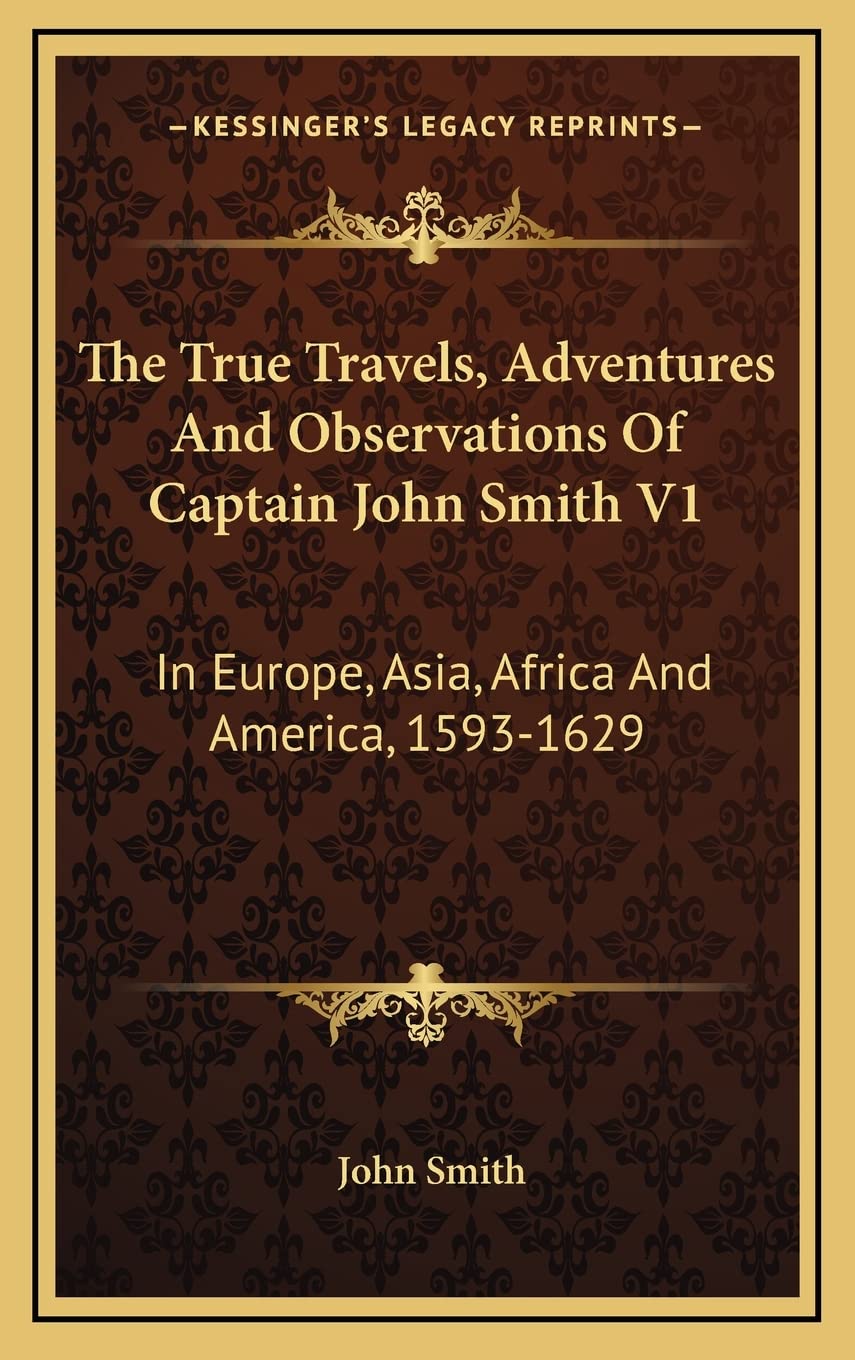 –KESSINGER'S LEGACY REPRINTS–
The True Travels, Adventures
And Observations Of
Captain John Smith V1
In Europe, Asia, Africa And
America, 1593-1629
John Smith